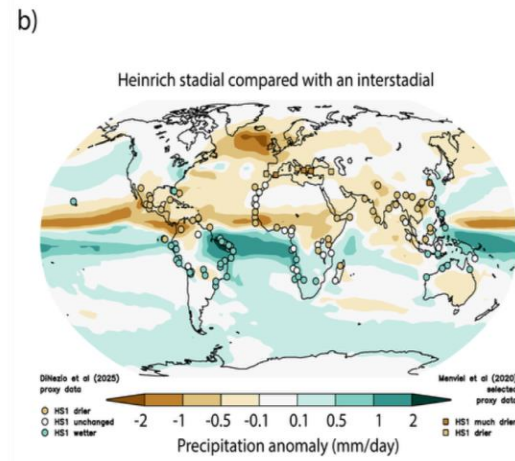 b)
Heinrich stadial compared with an interstadial
DiNezio et al (2025)
proxy data
HS1 drier
HS1 unchanged
HS1 wetter
-2 -1 -0.5 -0.1 0.1 0.5 1 2
Precipitation anomaly (mm/day)
Menviel et al (2020)
selected
proxy data
HS1 much drier
HS1 drier